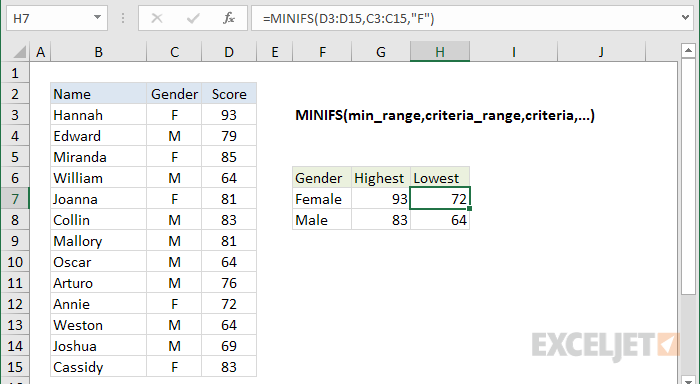 H7 fx =MINIFS(D3:D15,C3:C15,"F")
A B C D E F G H I J
1
2 Name Gender Score
3 Hannah F 93 MINIFS(min_range,criteria_range,criteria,...)
4 Edward M 79
5 Miranda F 85
6 William M 64 Gender Highest Lowest
7 Joanna F 81 Female 93 72
8 Collin M 83 Male 83 64
9 Mallory M 81
10 Oscar M 64
11 Arturo M 76
12 Annie F 72
13 Weston M 64
14 Joshua M 69
15 Cassidy F 83
EXCELJET